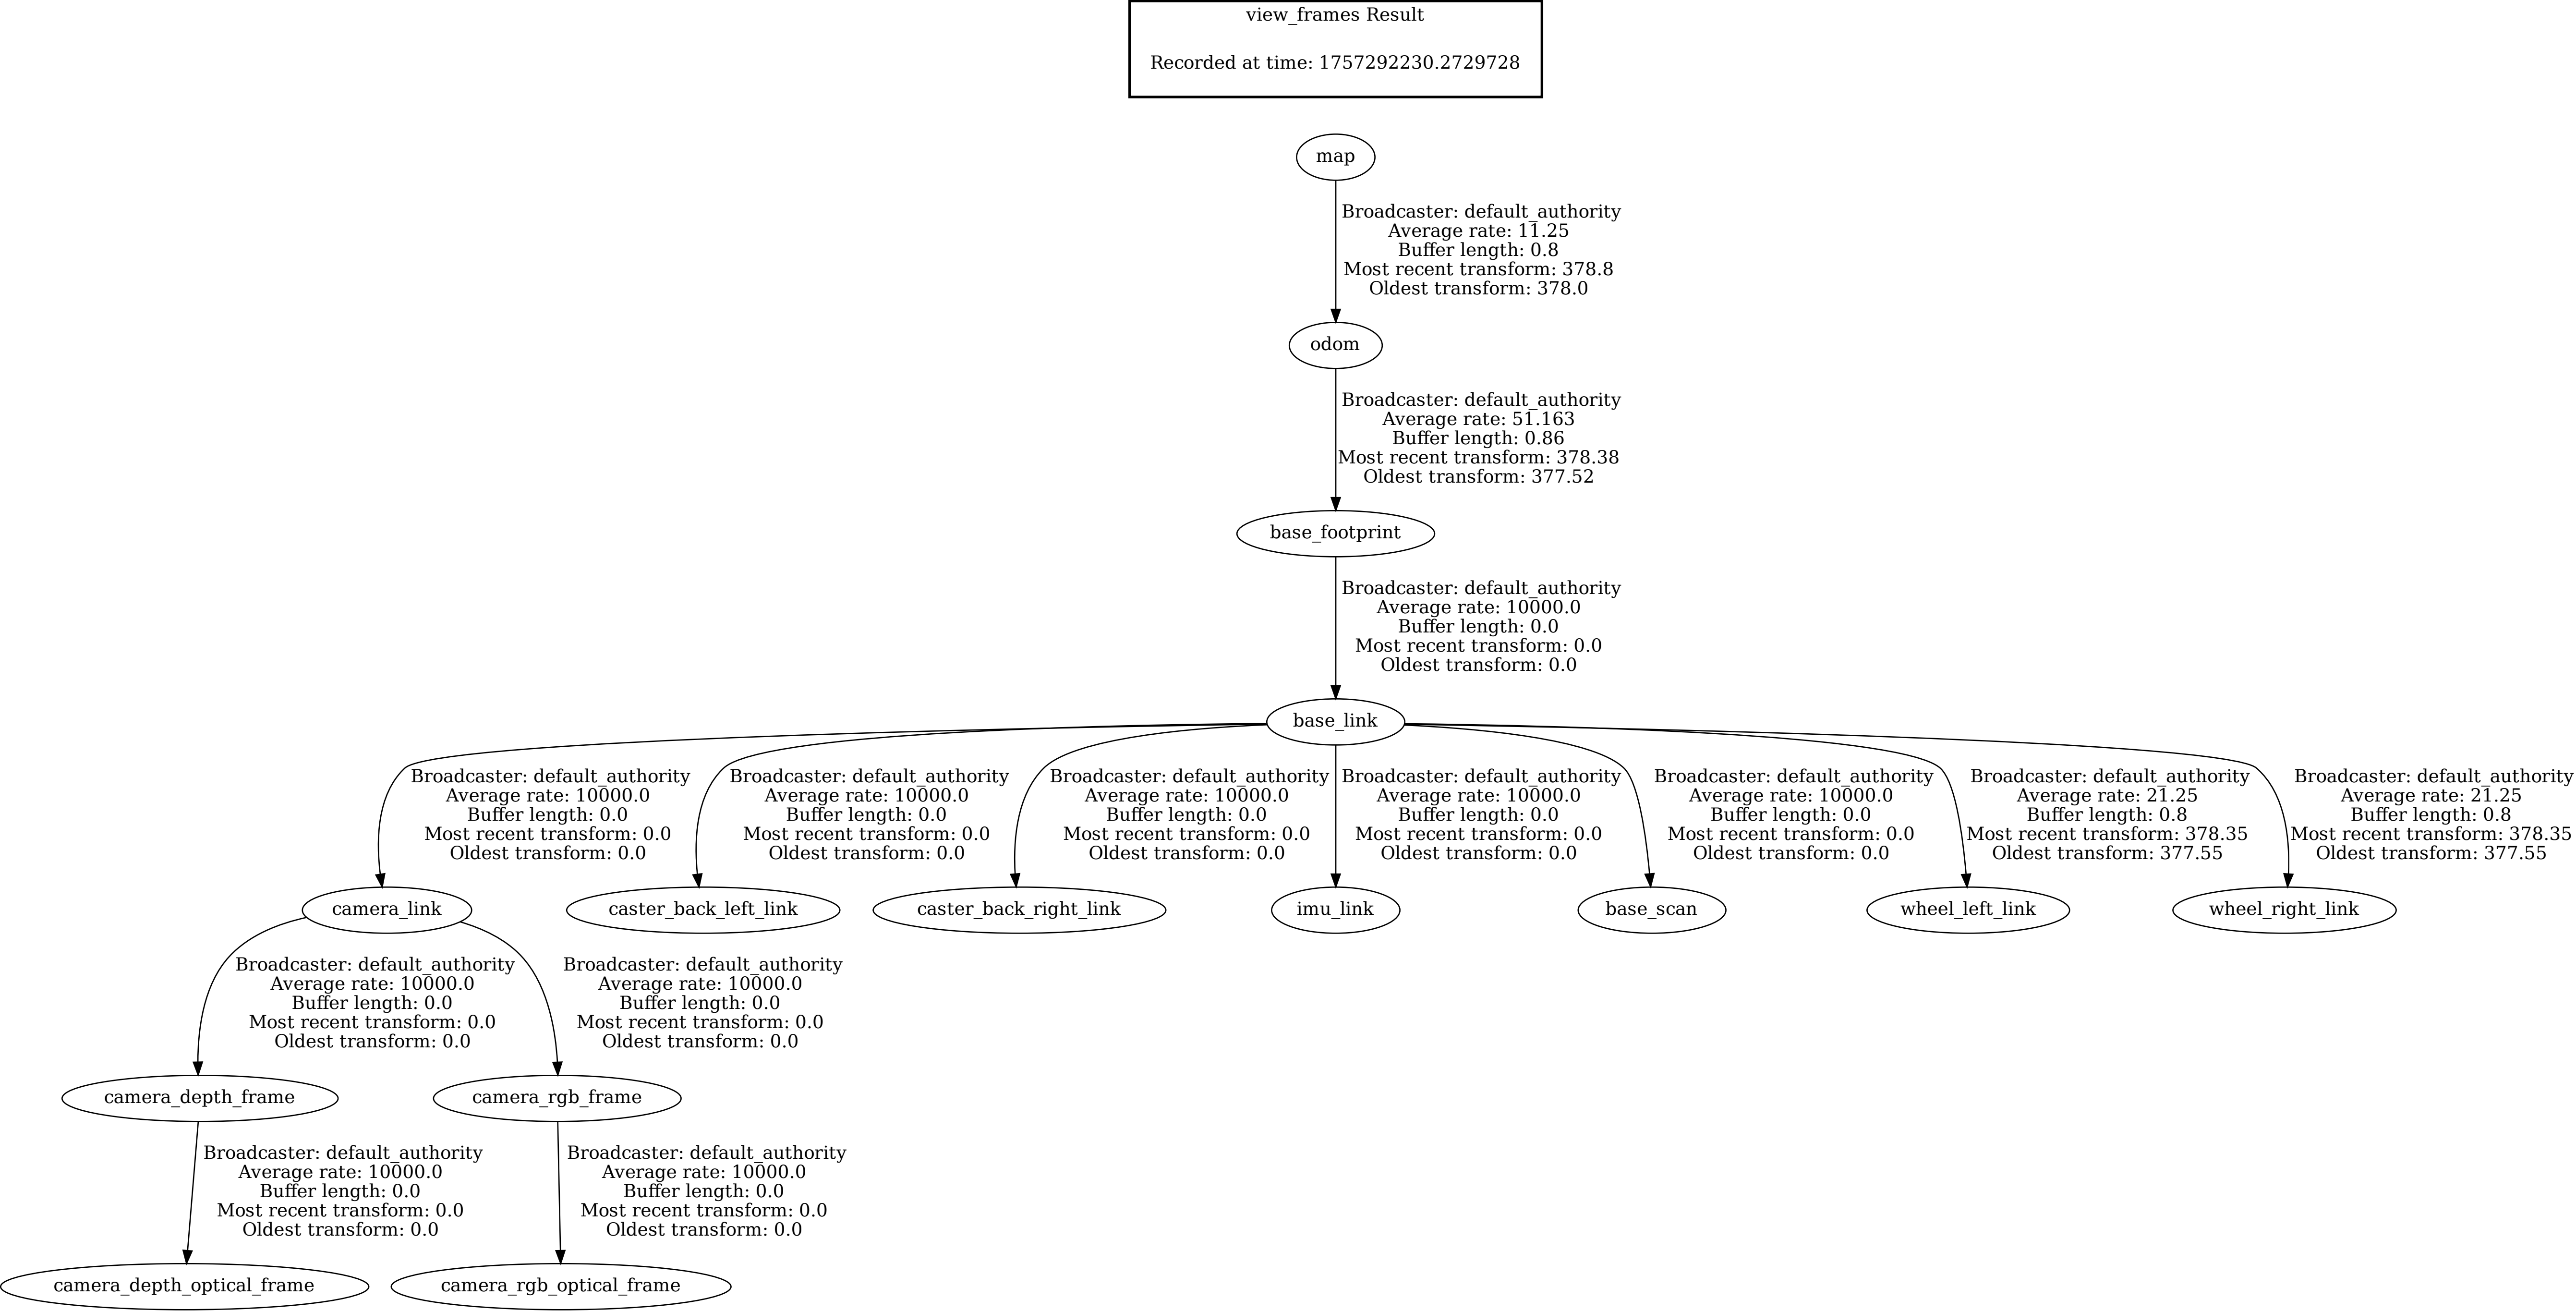 view_frames Result
Recorded at time: 1757292230.2729728
map
Broadcaster: default_authority
Average rate: 11.25
Buffer length: 0.8
Most recent transform: 378.8
Oldest transform: 378.0
odom
Broadcaster: default_authority
Average rate: 51.163
Buffer length: 0.86
Most recent transform: 378.38
Oldest transform: 377.52
base_footprint
Broadcaster: default_authority
Average rate: 10000.0
Buffer length: 0.0
Most recent transform: 0.0
Oldest transform: 0.0
base_link
Broadcaster: default_authority
Average rate: 10000.0
Buffer length: 0.0
Most recent transform: 0.0
Oldest transform: 0.0
Broadcaster: default_authority
Average rate: 10000.0
Buffer length: 0.0
Most recent transform: 0.0
Oldest transform: 0.0
Broadcaster: default_authority
Average rate: 10000.0
Buffer length: 0.0
Most recent transform: 0.0
Oldest transform: 0.0
Broadcaster: default_authority
Average rate: 10000.0
Buffer length: 0.0
Most recent transform: 0.0
Oldest transform: 0.0
Broadcaster: default_authority
Average rate: 10000.0
Buffer length: 0.0
Most recent transform: 0.0
Oldest transform: 0.0
Broadcaster: default_authority
Average rate: 21.25
Buffer length: 0.8
Most recent transform: 378.35
Oldest transform: 377.55
Broadcaster: default_authority
Average rate: 21.25
Buffer length: 0.8
Most recent transform: 378.35
Oldest transform: 377.55
camera_link
caster_back_left_link
caster_back_right_link
imu_link
base_scan
wheel_left_link
wheel_right_link
Broadcaster: default_authority
Average rate: 10000.0
Buffer length: 0.0
Most recent transform: 0.0
Oldest transform: 0.0
Broadcaster: default_authority
Average rate: 10000.0
Buffer length: 0.0
Most recent transform: 0.0
Oldest transform: 0.0
camera_depth_frame
camera_rgb_frame
Broadcaster: default_authority
Average rate: 10000.0
Buffer length: 0.0
Most recent transform: 0.0
Oldest transform: 0.0
Broadcaster: default_authority
Average rate: 10000.0
Buffer length: 0.0
Most recent transform: 0.0
Oldest transform: 0.0
camera_depth_optical_frame
camera_rgb_optical_frame